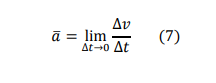 ā = lim Δt→0 Δv/Δt (7)